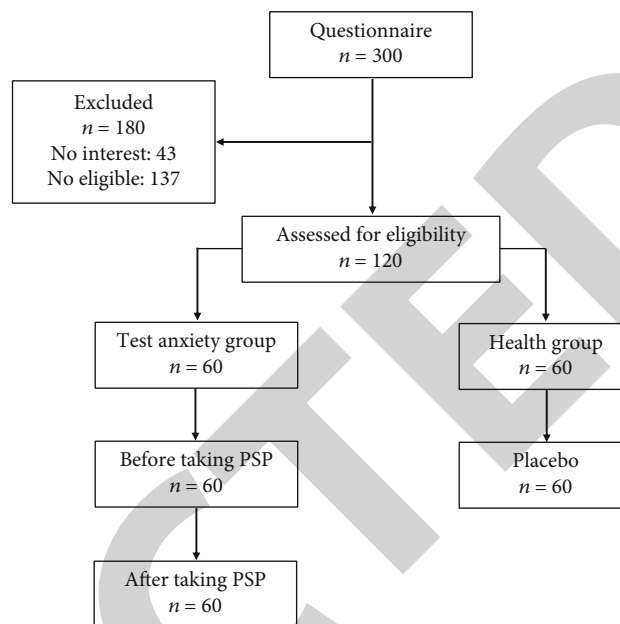 Questionnaire
n = 300
Excluded
n = 180
No interest: 43
No eligible: 137
Assessed for eligibility
n = 120
Test anxiety group
n = 60
Health group
n = 60
Before taking PSP
n = 60
Placebo
n = 60
After taking PSP
n = 60
CTED